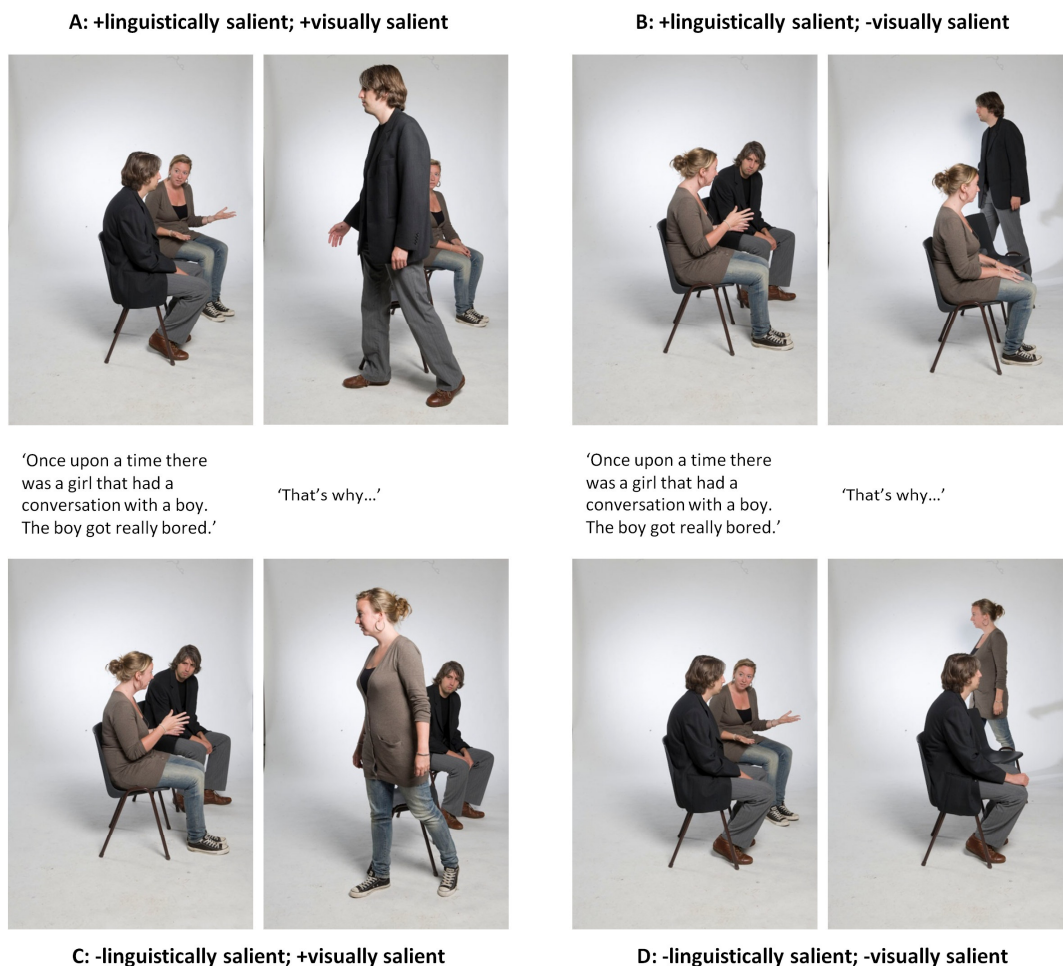 A: +linguistically salient; +visually salient
B: +linguistically salient; -visually salient
‘Once upon a time there
was a girl that had a
conversation with a boy.
The boy got really bored.’
‘That’s why…’
‘Once upon a time there
was a girl that had a
conversation with a boy.
The boy got really bored.’
‘That’s why…’
C: -linguistically salient; +visually salient
D: -linguistically salient; -visually salient